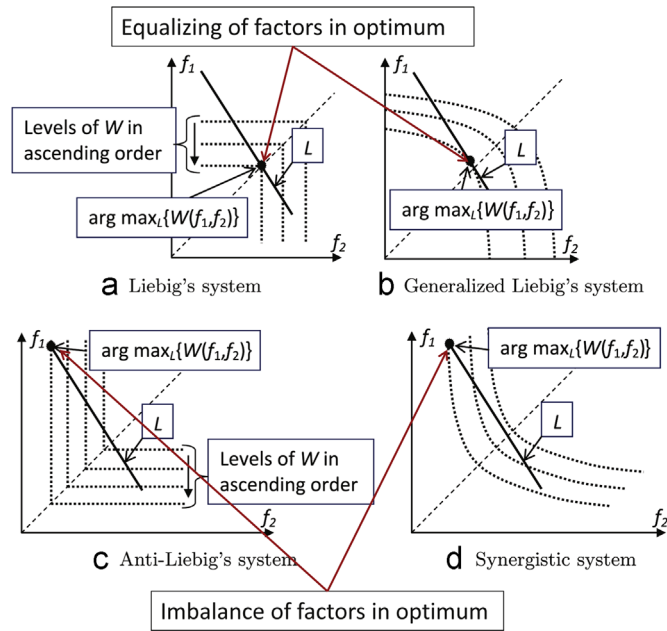 Equalizing of factors in optimum
f1
f1
Levels of W in
ascending order
L
L
arg maxL{W(f1,f2)}
arg maxL{W(f1,f2)}
f2
f2
a Liebig's system
b Generalized Liebig's system
f1
arg maxL{W(f1,f2)}
f1
arg maxL{W(f1,f2)}
L
L
Levels of W in
ascending order
f2
f2
c Anti-Liebig's system
d Synergistic system
Imbalance of factors in optimum